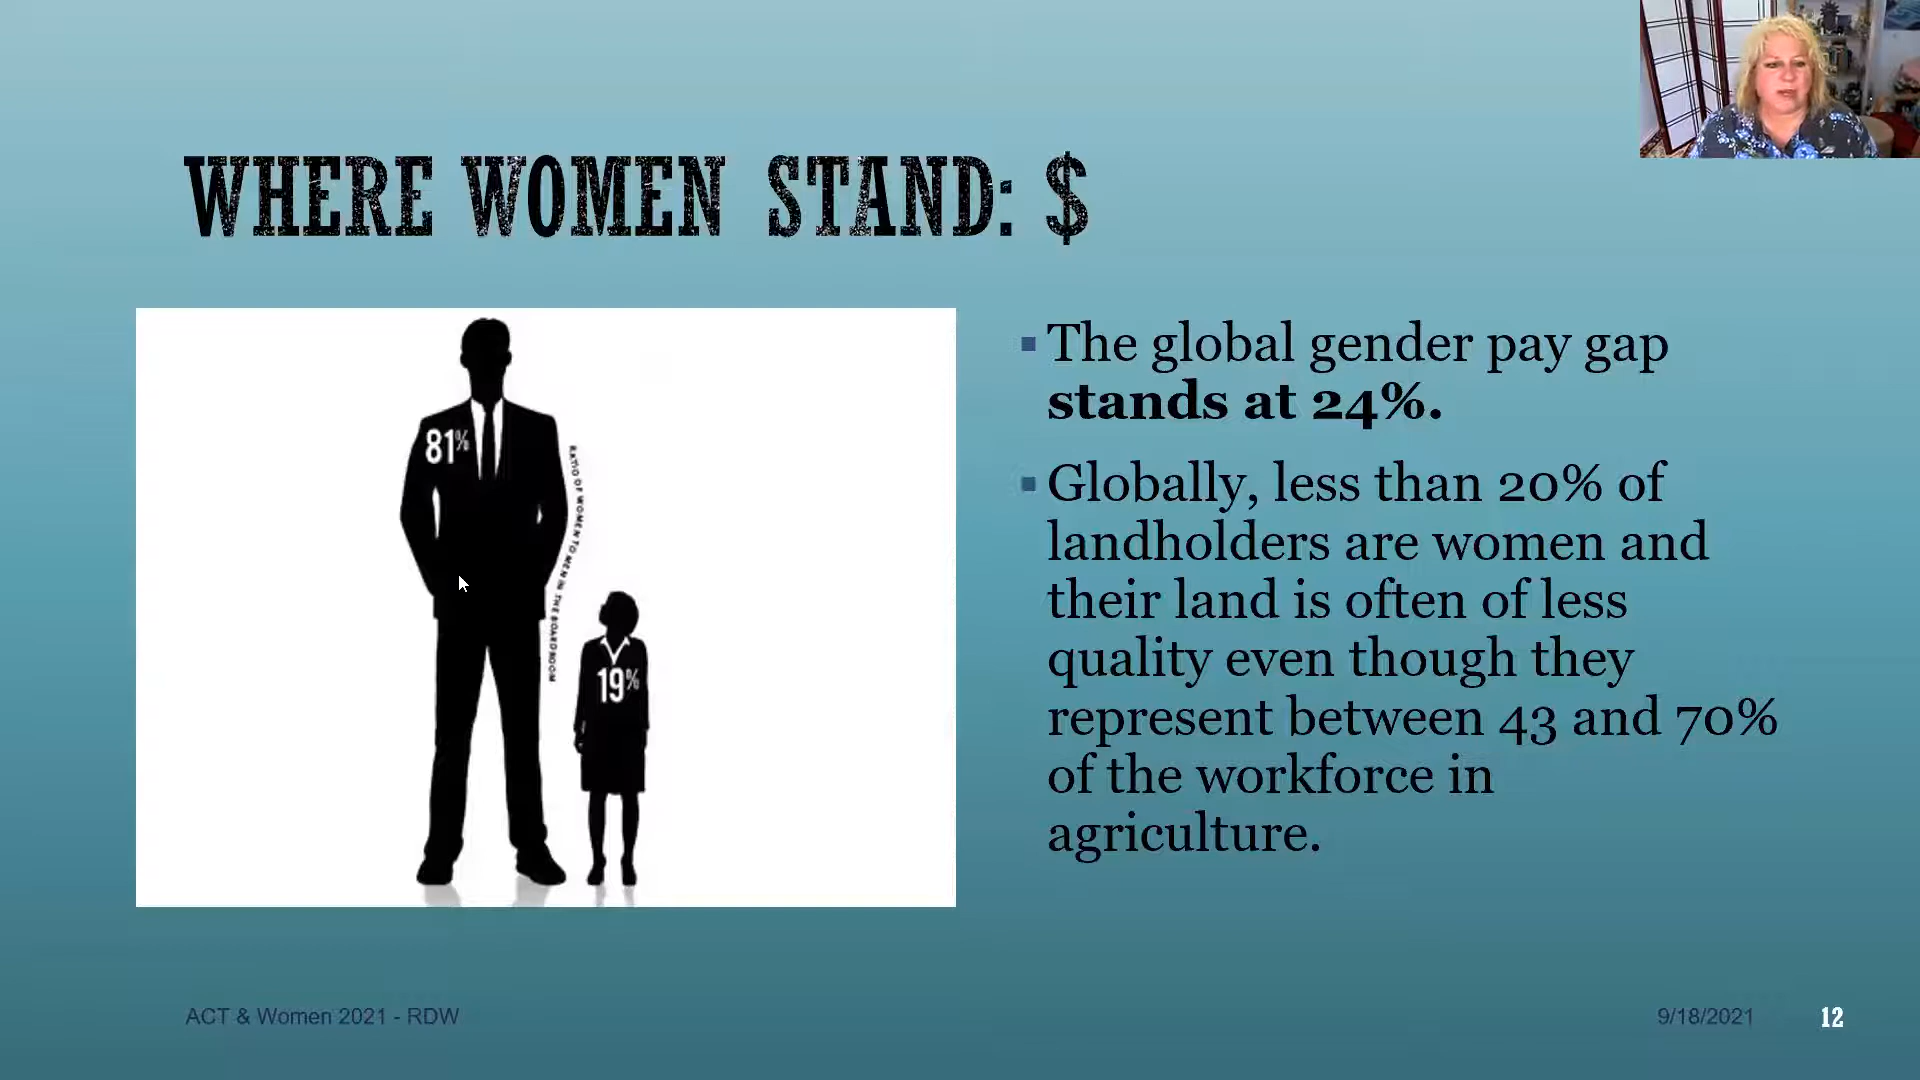 WHERE WOMEN STAND: $
81%
RATIO OF WOMEN TO MEN IN THE BOARDROOM
19%
▪ The global gender pay gap
stands at 24%.
▪ Globally, less than 20% of
landholders are women and
their land is often of less
quality even though they
represent between 43 and 70%
of the workforce in
agriculture.
ACT & Women 2021 - RDW
9/18/2021
12